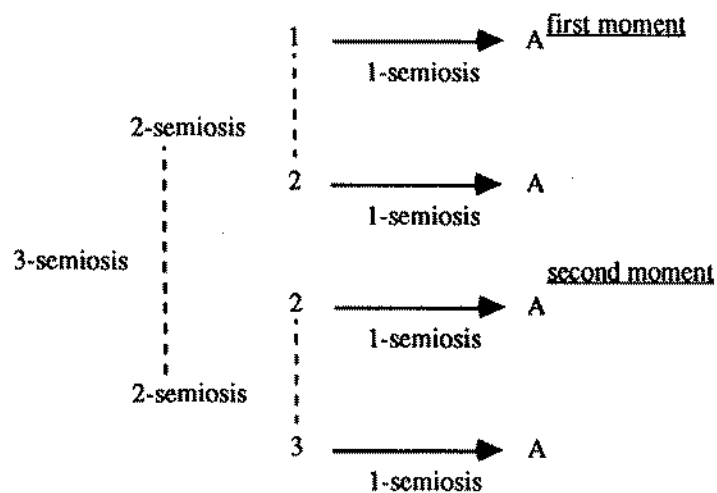 1 A first moment
1-semiosis
2-semiosis
2 A
1-semiosis
3-semiosis
second moment
2 A
1-semiosis
2-semiosis
3 A
1-semiosis